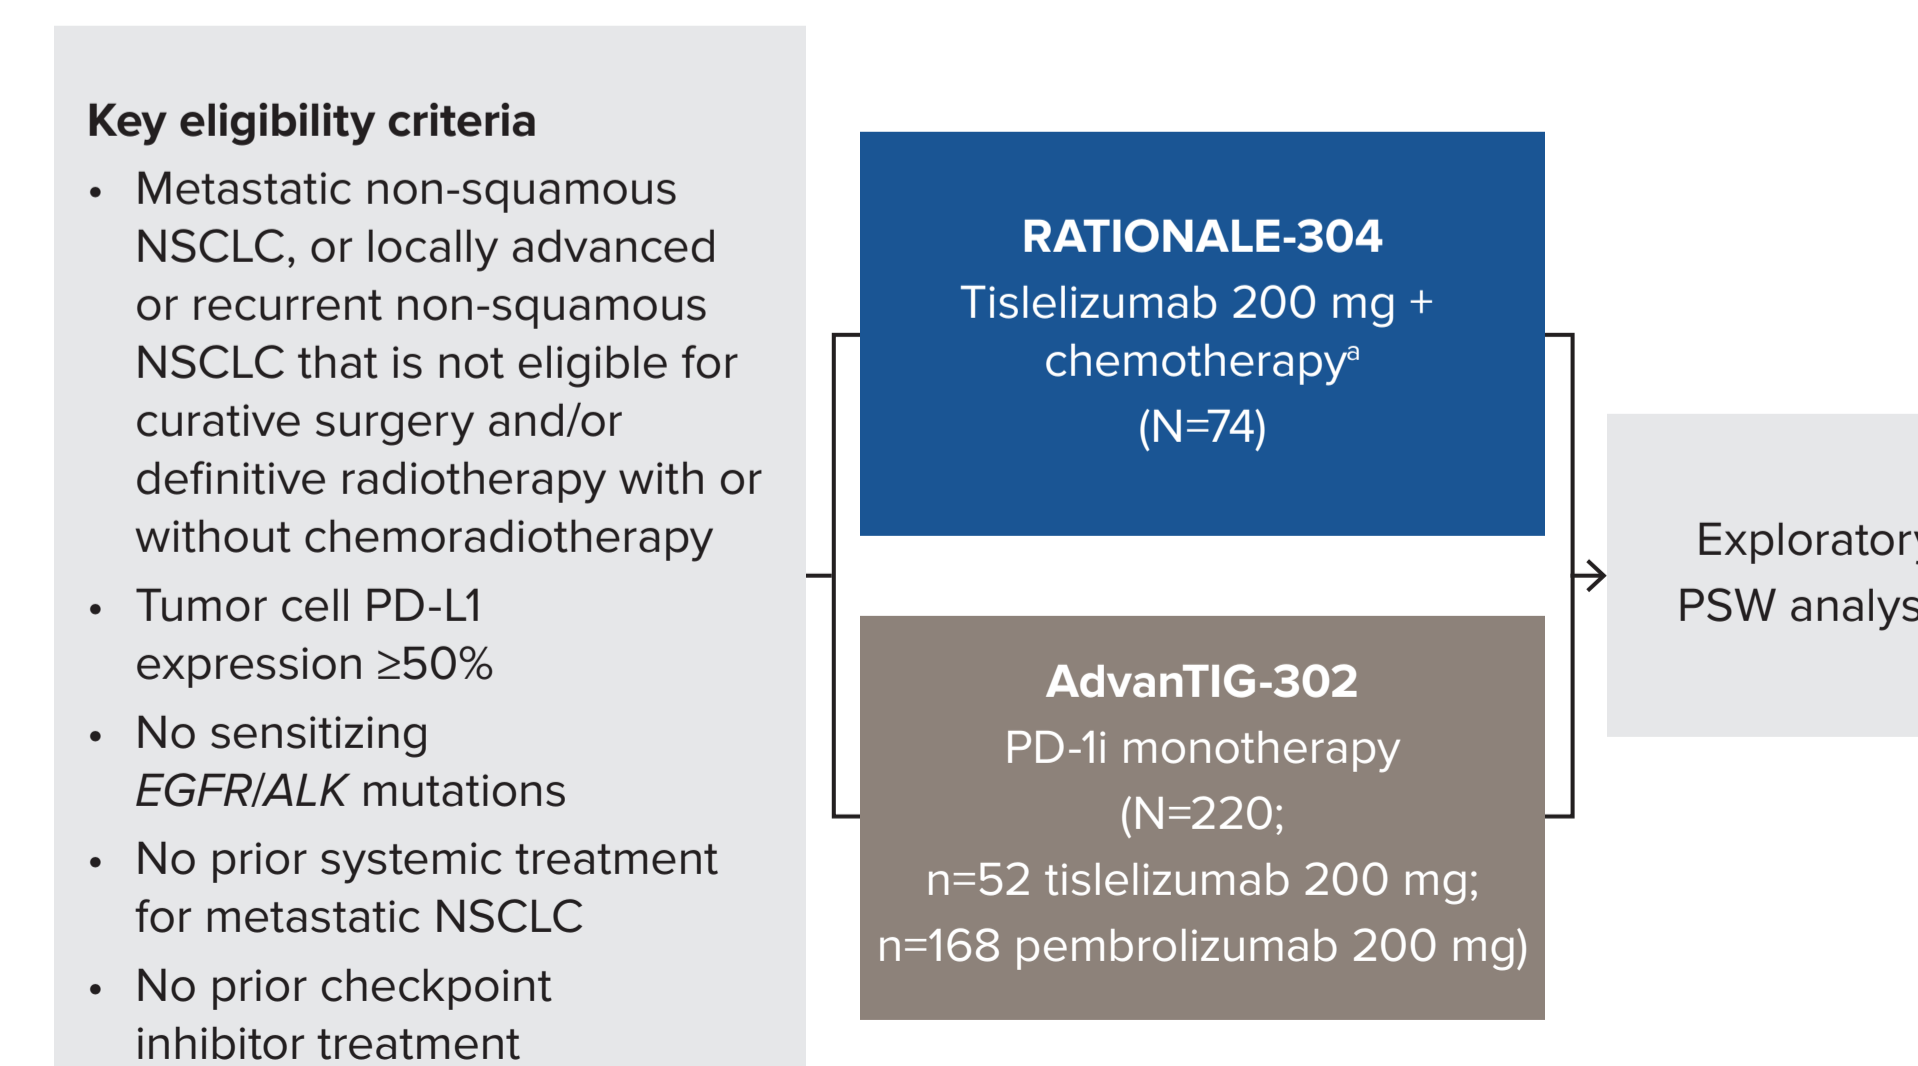 Key eligibility criteria
• Metastatic non-squamous
NSCLC, or locally advanced
or recurrent non-squamous
NSCLC that is not eligible for
curative surgery and/or
definitive radiotherapy with or
without chemoradiotherapy
• Tumor cell PD-L1
expression ≥50%
• No sensitizing
EGFR/ALK mutations
• No prior systemic treatment
for metastatic NSCLC
• No prior checkpoint
inhibitor treatment
RATIONALE-304
Tislelizumab 200 mg +
chemotherapyᵃ
(N=74)
AdvanTIG-302
PD-1i monotherapy
(N=220;
n=52 tislelizumab 200 mg;
n=168 pembrolizumab 200 mg)
Exploratory
PSW